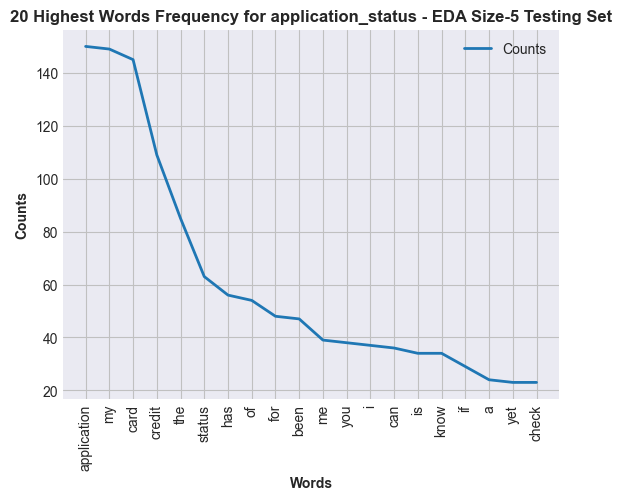 20 Highest Words Frequency for application_status - EDA Size-5 Testing Set
Counts
140
120
100
80
60
40
20
Counts
application
my
card
credit
the
status
has
of
for
been
me
you
i
can
is
know
if
a
yet
check
Words